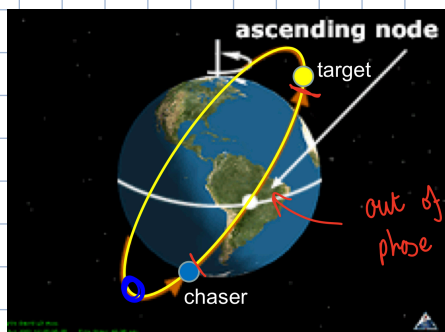 ascending node
target
out of
phase
chaser